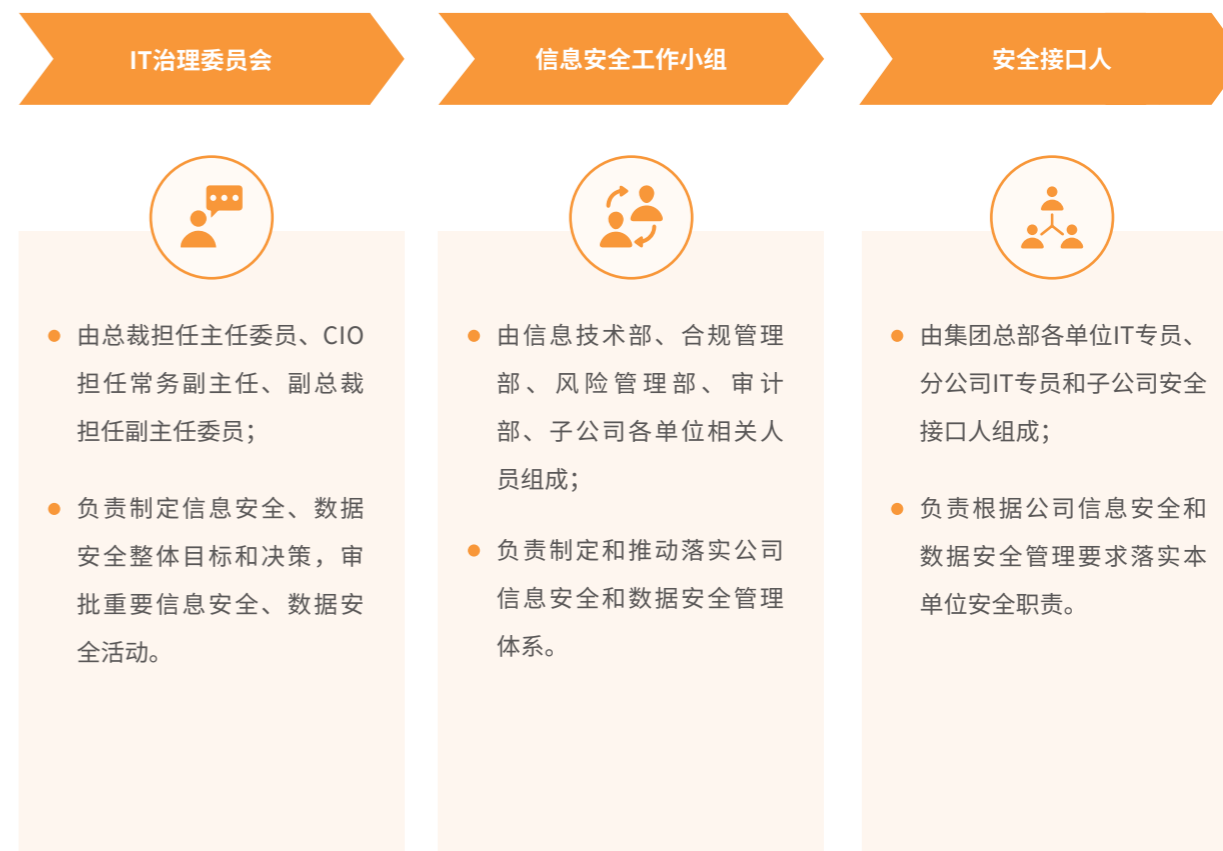 IT治理委员会
由总裁担任主任委员、CIO
担任常务副主任、副总裁
担任副主任委员；
负责制定信息安全、数据
安全整体目标和决策，审
批重要信息安全、数据安
全活动。
信息安全工作小组
由信息技术部、合规管理
部、风险管理部、审计
部、子公司各单位相关人
员组成；
负责制定和推动落实公司
信息安全和数据安全管理
体系。
安全接口人
由集团总部各单位IT专员、
分公司IT专员和子公司安全
接口人组成；
负责根据公司信息安全和
数据安全管理要求落实本
单位安全职责。